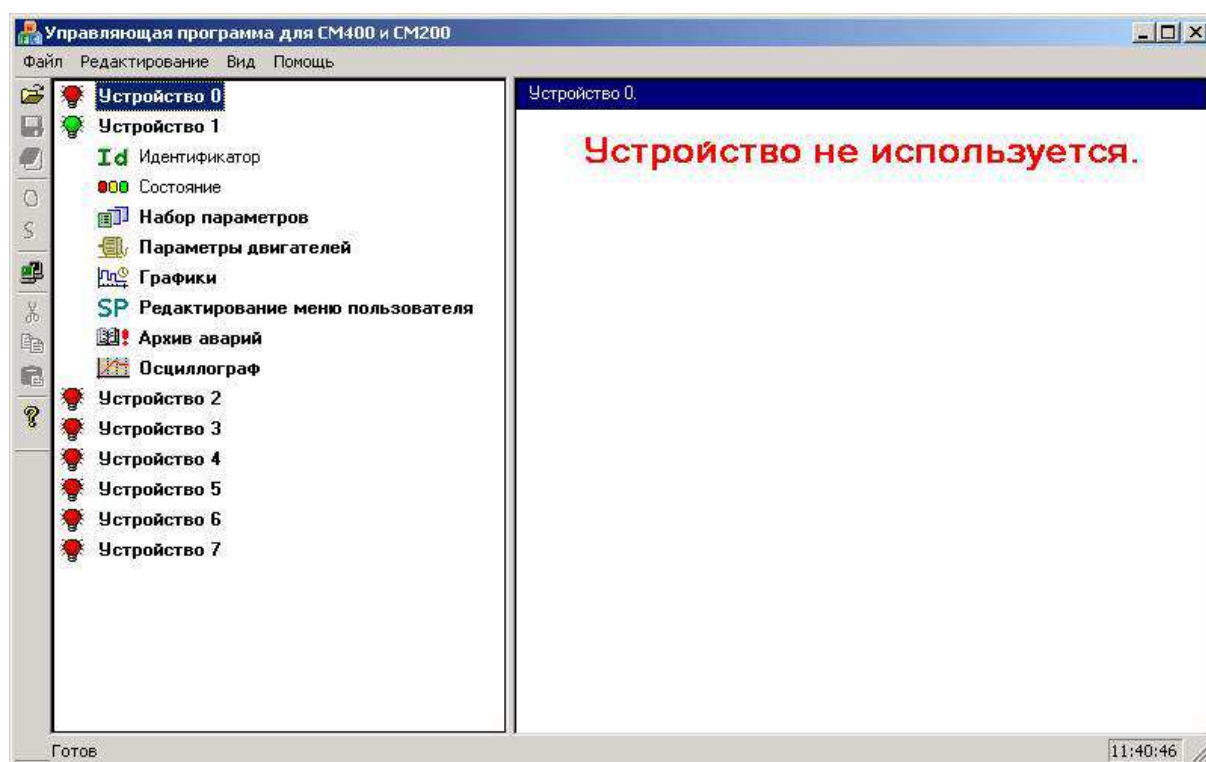 Управляющая программа для СМ400 и СМ200
Файл Редактирование Вид Помощь
Устройство 0
Устройство 1
Id Идентификатор
Состояние
Набор параметров
Параметры двигателей
Графики
SP Редактирование меню пользователя
Архив аварий
Осциллограф
Устройство 2
Устройство 3
Устройство 4
Устройство 5
Устройство 6
Устройство 7
Устройство 0.
Устройство не используется.
Готов
11:40:46